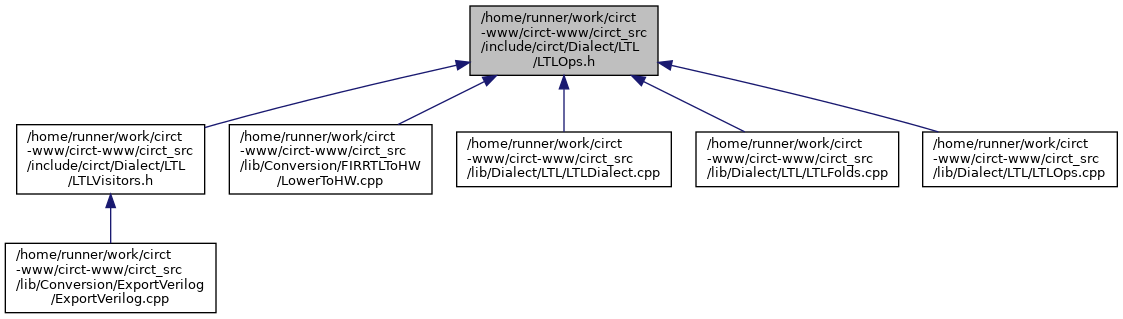 /home/runner/work/circt
-www/circt-www/circt_src
/include/circt/Dialect/LTL
/LTLOps.h
/home/runner/work/circt
-www/circt-www/circt_src
/include/circt/Dialect/LTL
/LTLVisitors.h
/home/runner/work/circt
-www/circt-www/circt_src
/lib/Conversion/FIRRTLToHW
/LowerToHW.cpp
/home/runner/work/circt
-www/circt-www/circt_src
/lib/Dialect/LTL/LTLDialect.cpp
/home/runner/work/circt
-www/circt-www/circt_src
/lib/Dialect/LTL/LTLFolds.cpp
/home/runner/work/circt
-www/circt-www/circt_src
/lib/Dialect/LTL/LTLOps.cpp
/home/runner/work/circt
-www/circt-www/circt_src
/lib/Conversion/ExportVerilog
/ExportVerilog.cpp